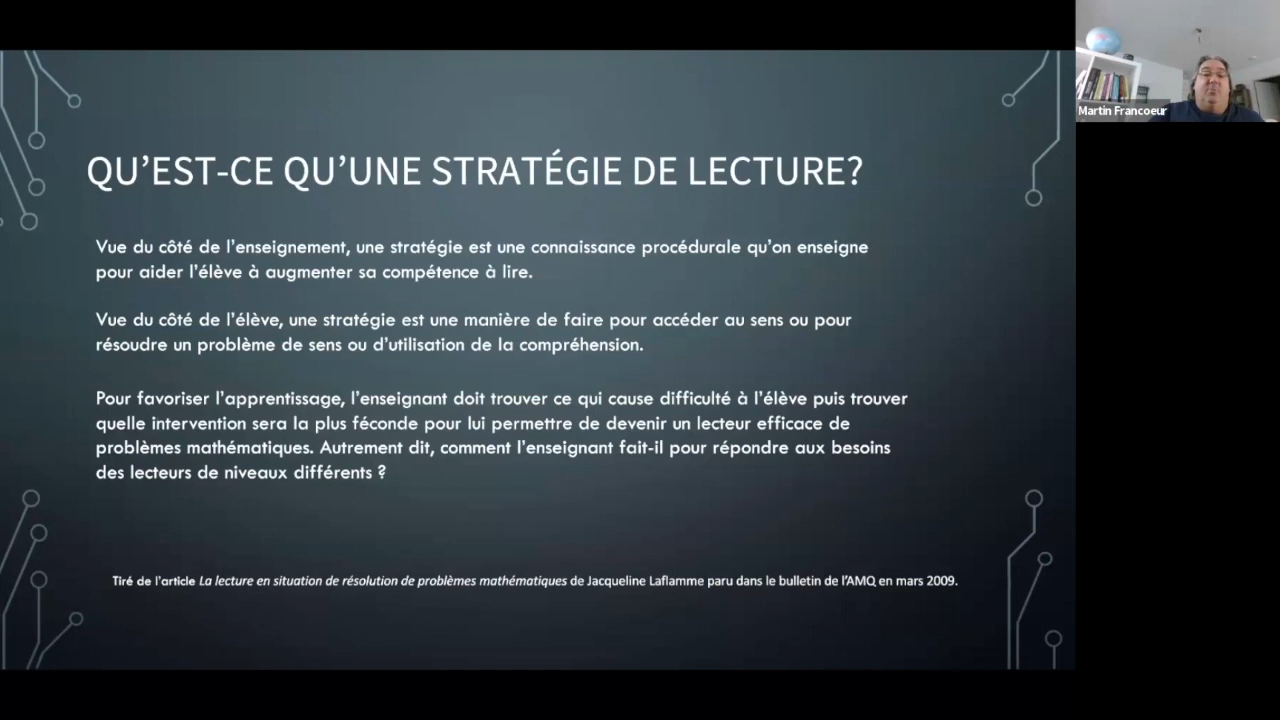 QU'EST-CE QU'UNE STRATÉGIE DE LECTURE?
Vue du côté de l'enseignement, une stratégie est une connaissance procédurale qu'on enseigne
pour aider l'élève à augmenter sa compétence à lire.
Vue du côté de l'élève, une stratégie est une manière de faire pour accéder au sens ou pour
résoudre un problème de sens ou d'utilisation de la compréhension.
Pour favoriser l'apprentissage, l'enseignant doit trouver ce qui cause difficulté à l'élève puis trouver
quelle intervention sera la plus féconde pour lui permettre de devenir un lecteur efficace de
problèmes mathématiques. Autrement dit, comment l'enseignant fait-il pour répondre aux besoins
des lecteurs de niveaux différents ?
Tiré de l'article La lecture en situation de résolution de problèmes mathématiques de Jacqueline Laflamme paru dans le bulletin de l'AMQ en mars 2009.
Martin Francoeur